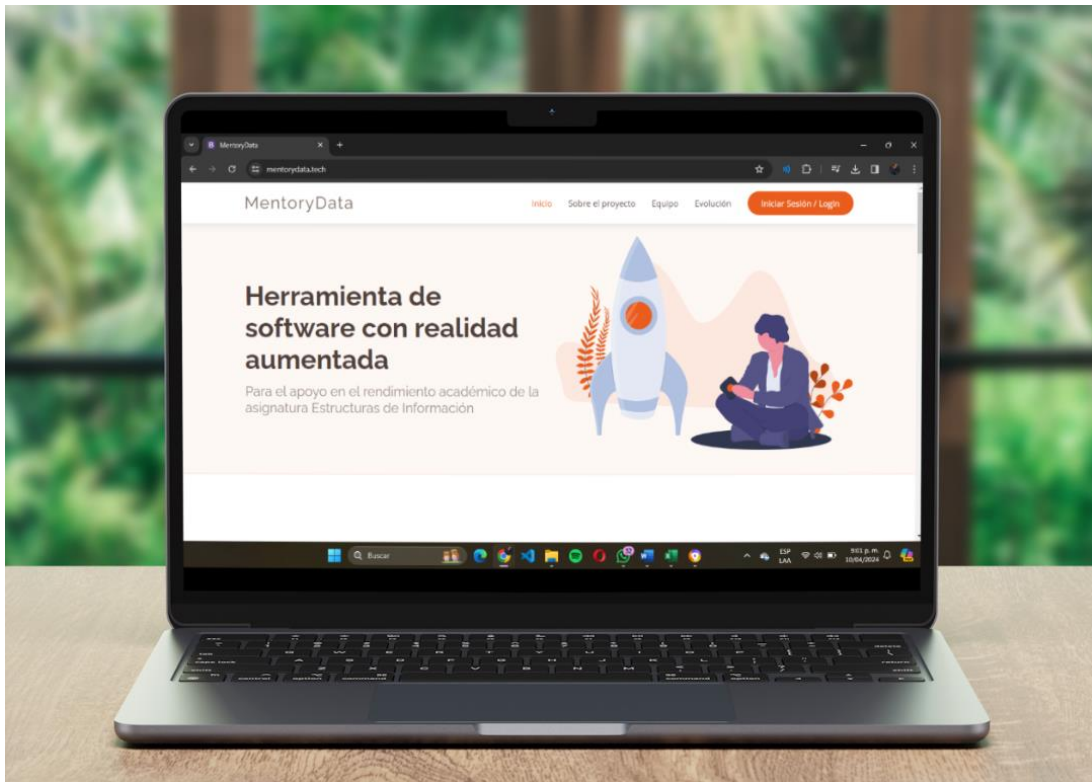 MentoryData
mentorydata.tech
MentoryData
Inicio Sobre el proyecto Equipo Evolución Iniciar Sesión / Login
Herramienta de
software con realidad
aumentada
Para el apoyo en el rendimiento académico de la
asignatura Estructuras de Información
Buscar
ESP
LAA
9:01 p. m.
10/04/2024